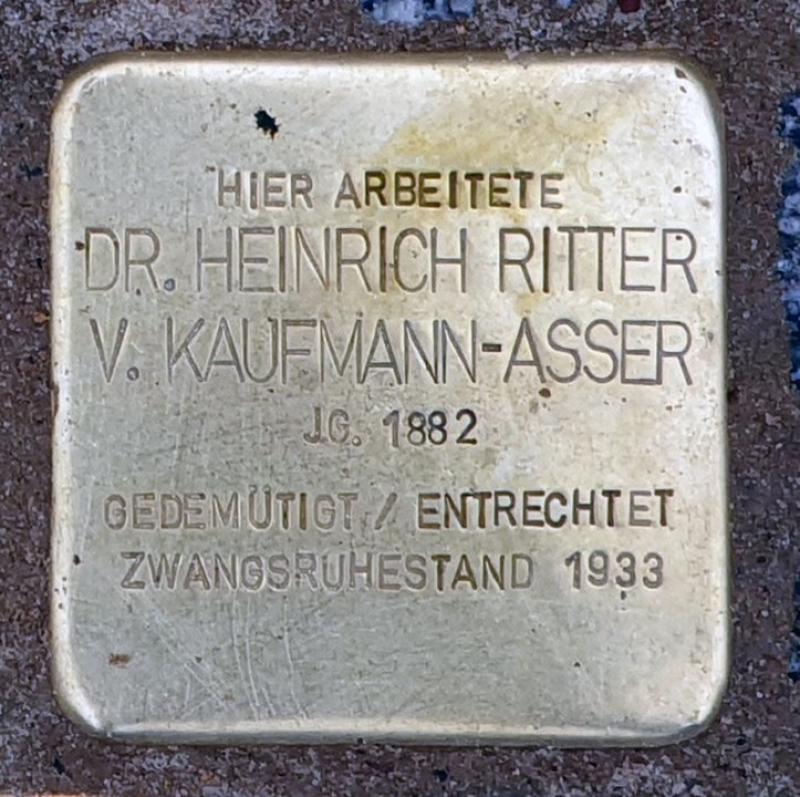 HIER ARBEITETE
DR. HEINRICH RITTER
V. KAUFMANN-ASSER
JG. 1882
GEDEMÜTIGT / ENTRECHTET
ZWANGSRUHESTAND 1933